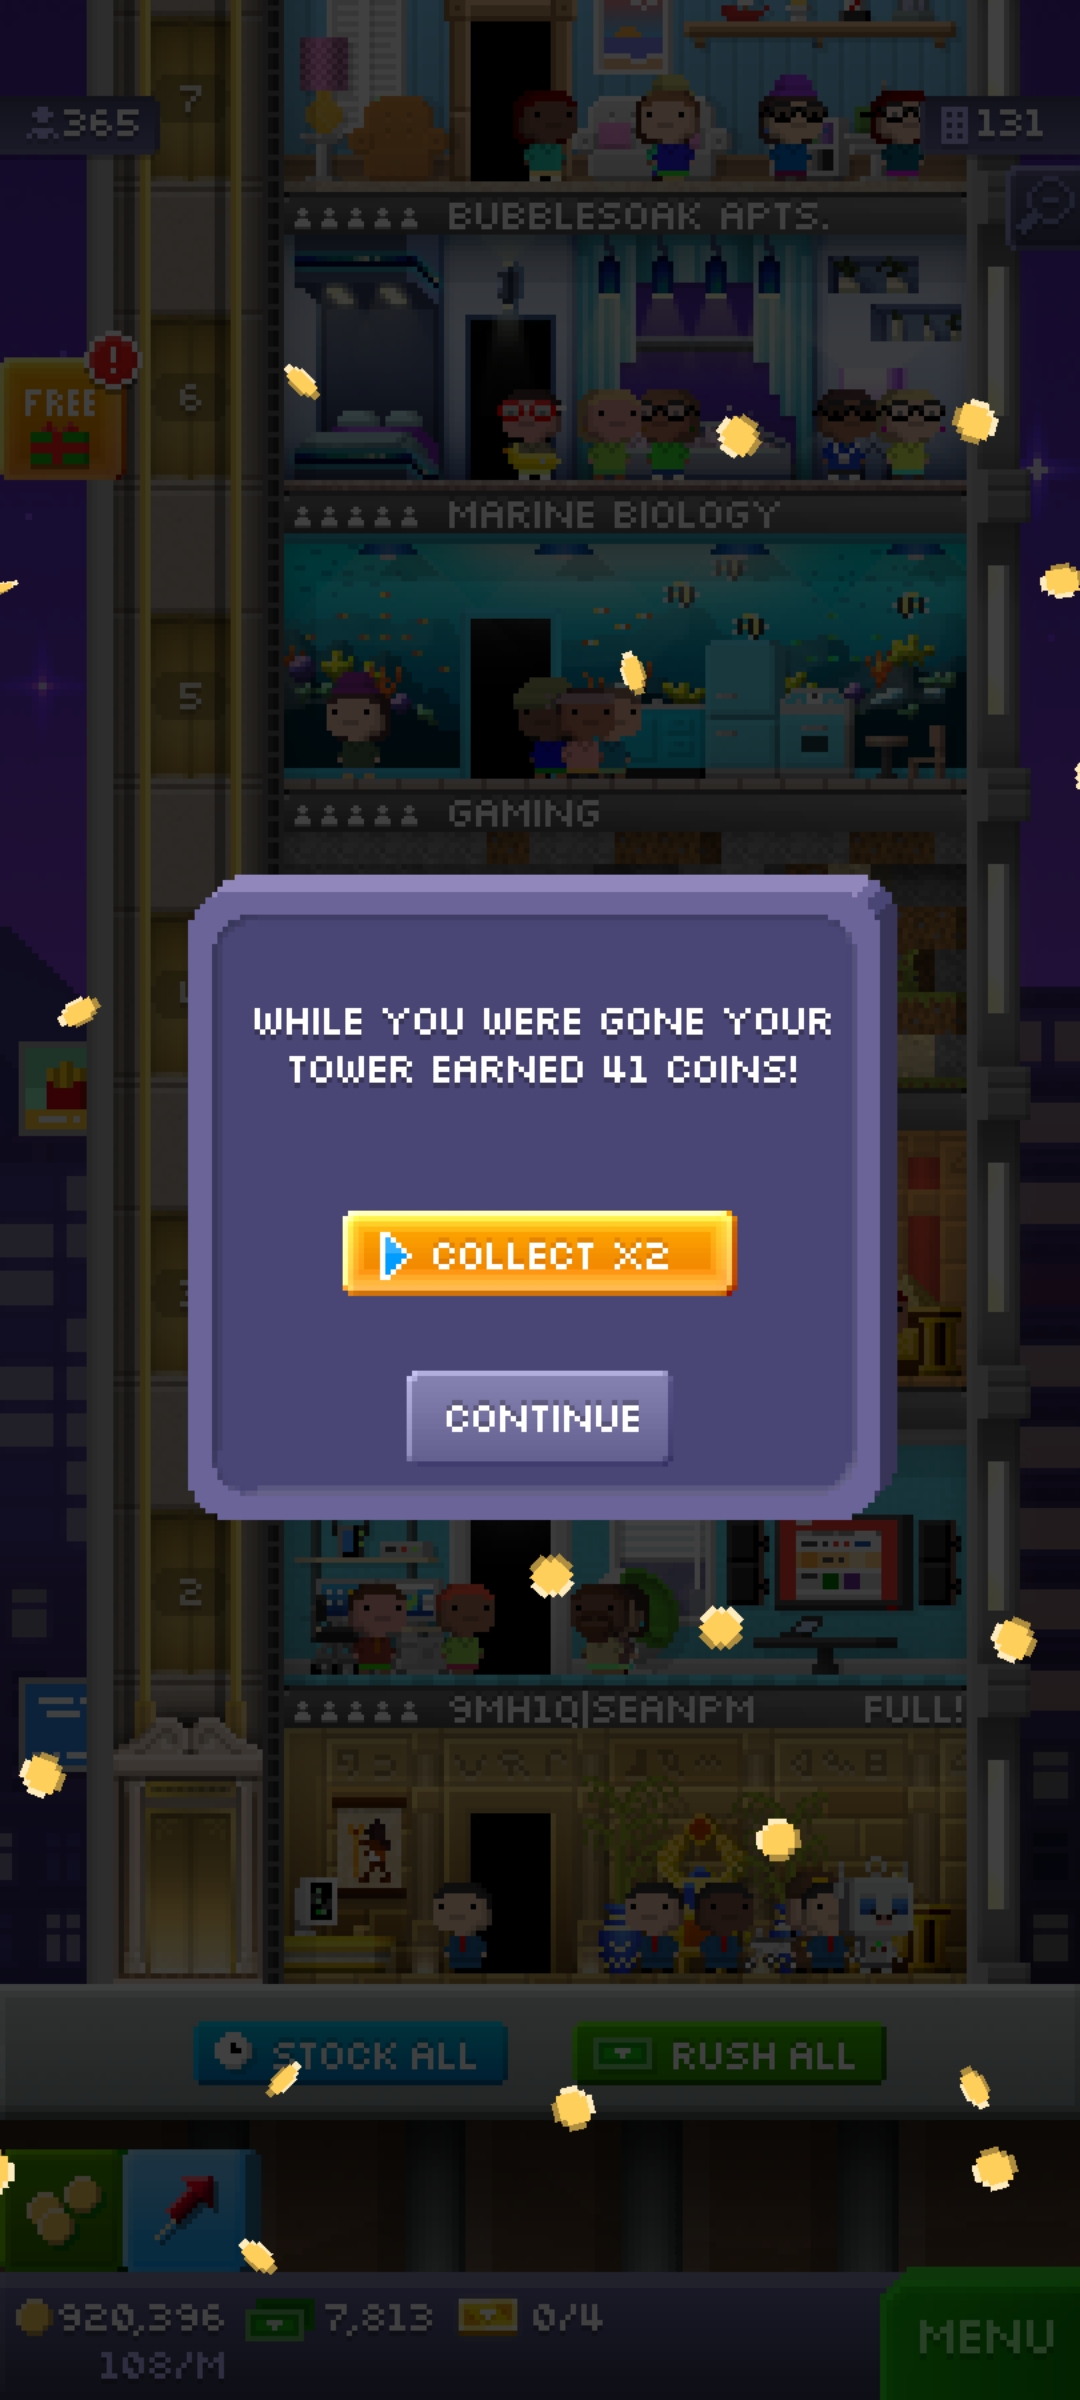 7
365
131
BUBBLESOAK APTS.
FREE
!
6
MARINE BIOLOGY
5
GAMING
WHILE YOU WERE GONE YOUR
TOWER EARNED 41 COINS!
COLLECT X2
CONTINUE
2
9MH1Q|SEANPM FULL!
STOCK ALL
RUSH ALL
920,396 7,813 0/4
108/M
MENU